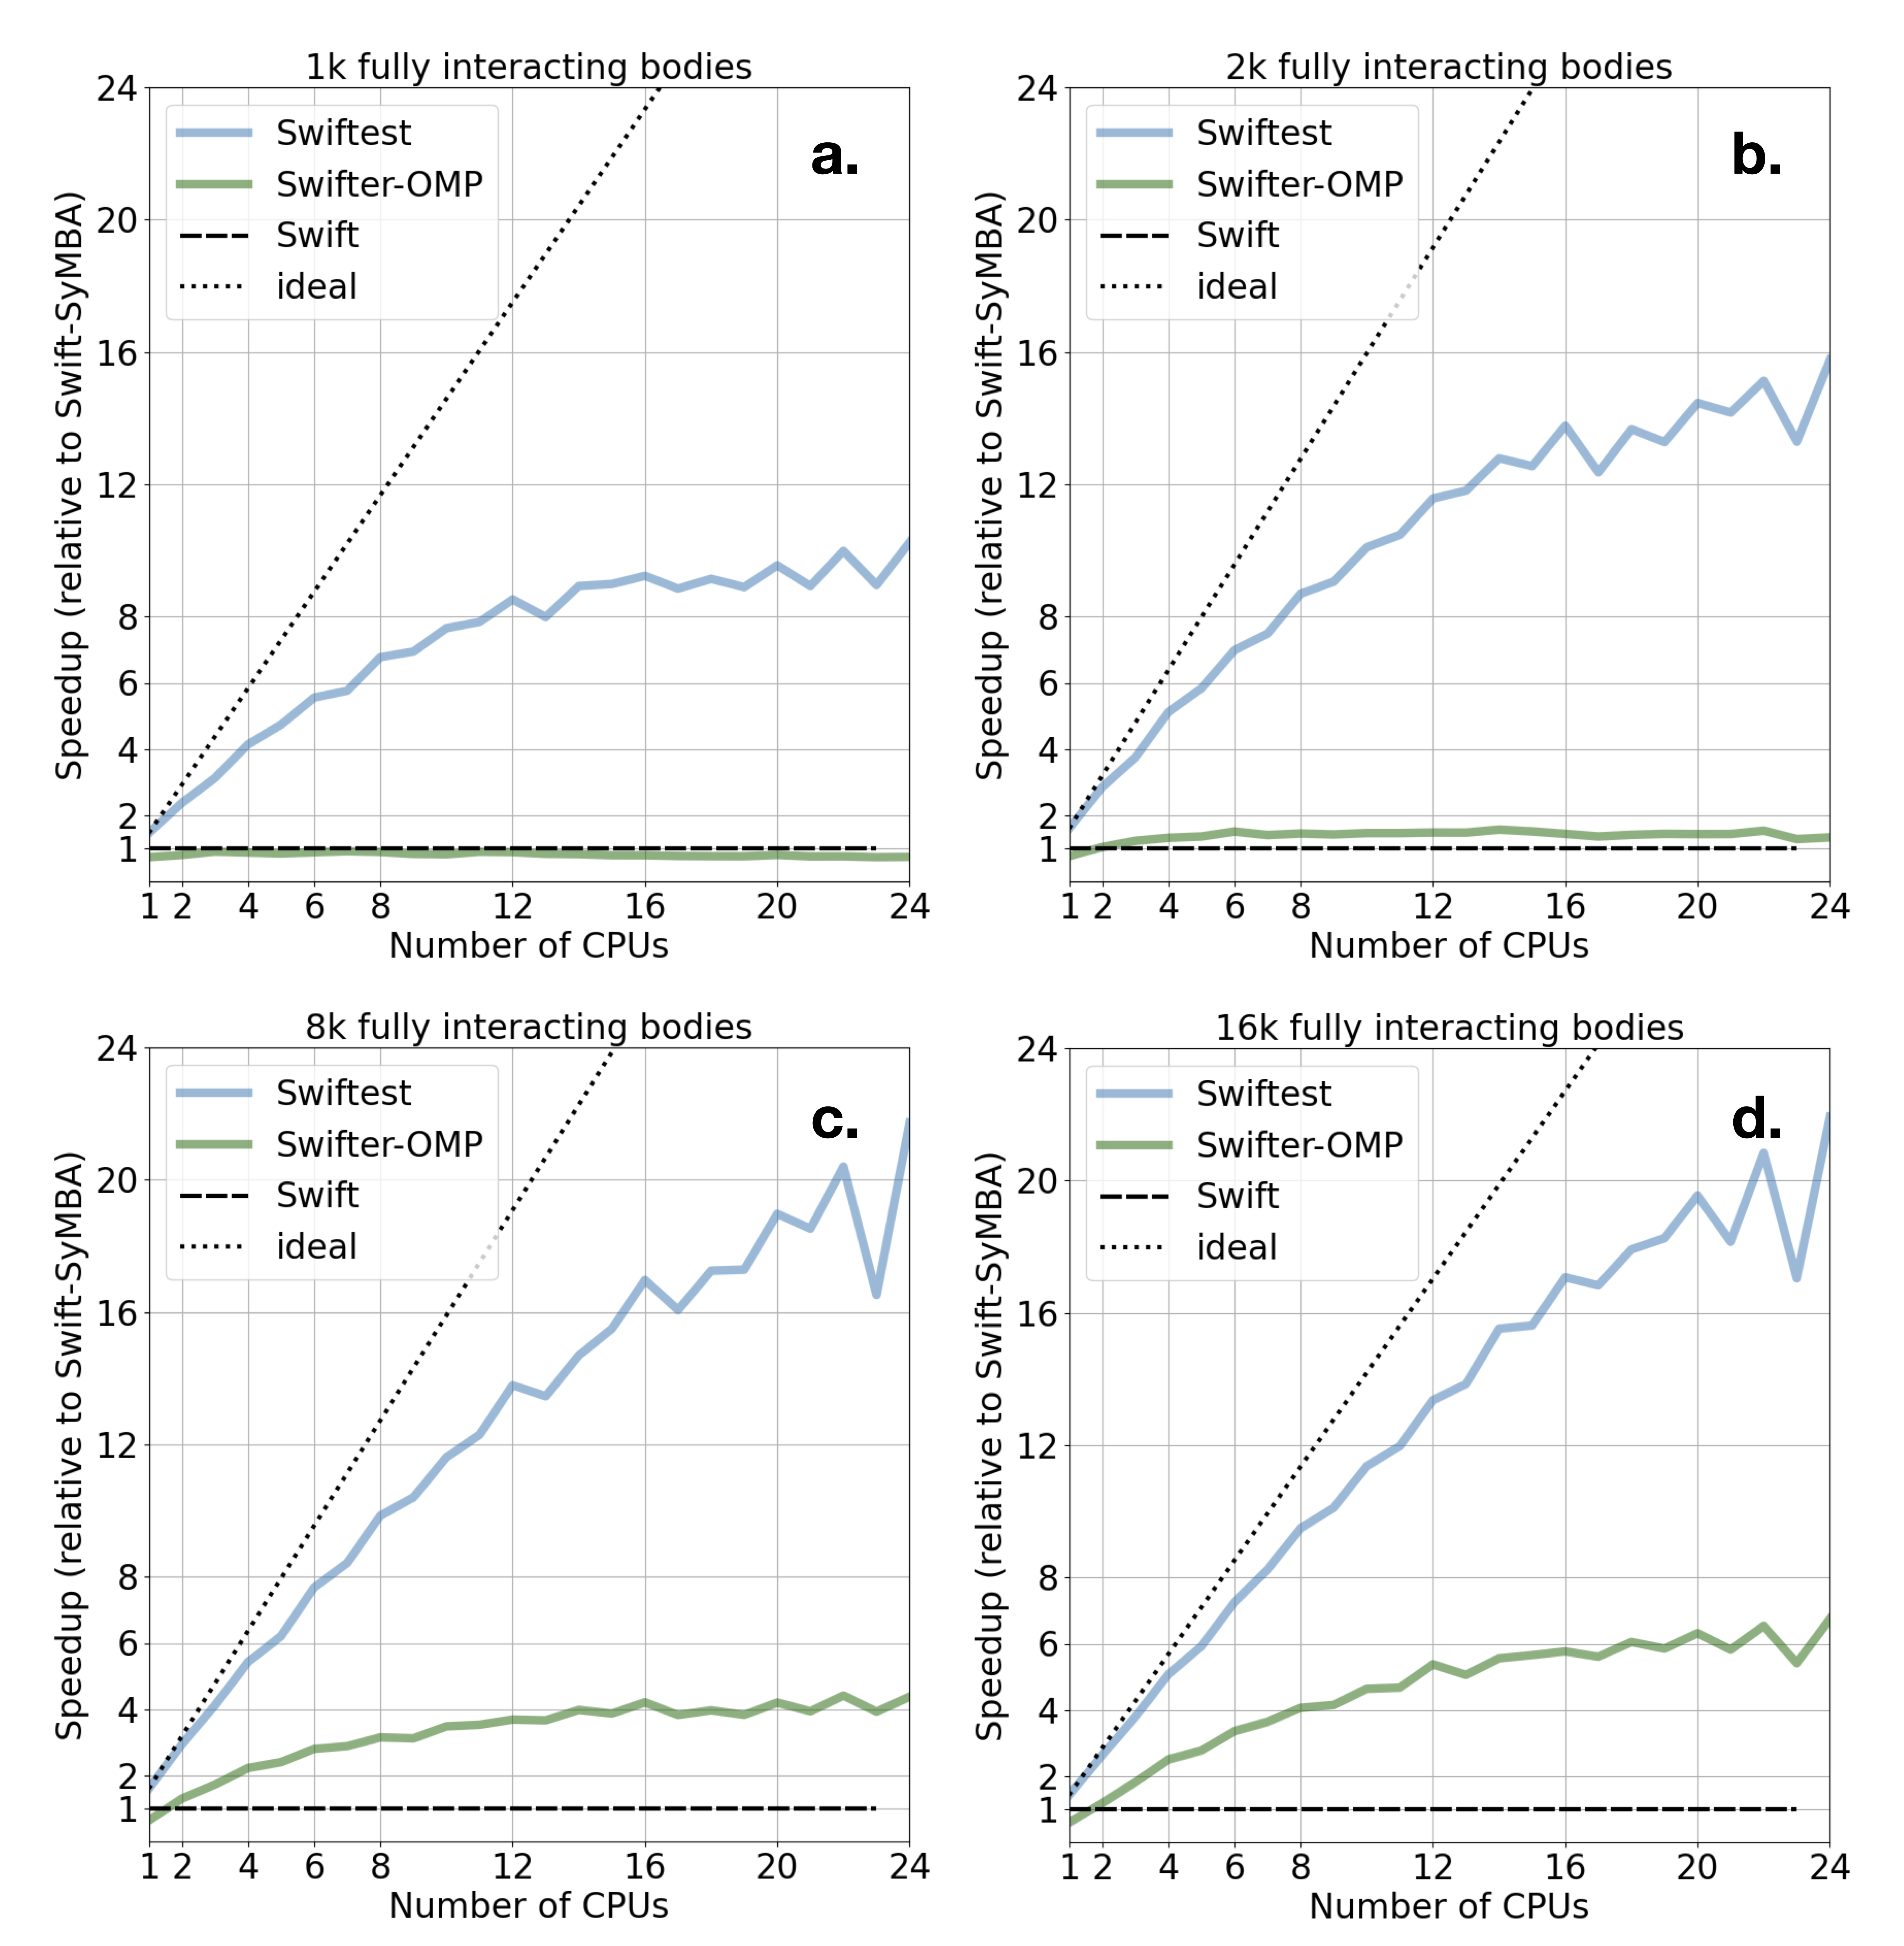 1k fully interacting bodies
Speedup (relative to Swift-SyMBA)
24
20
16
12
8
6
4
2
1
Swiftest
Swifter-OMP
Swift
ideal
a.
1 2 4 6 8 12 16 20 24
Number of CPUs
2k fully interacting bodies
Speedup (relative to Swift-SyMBA)
24
20
16
12
8
6
4
2
1
Swiftest
Swifter-OMP
Swift
ideal
b.
1 2 4 6 8 12 16 20 24
Number of CPUs
8k fully interacting bodies
Speedup (relative to Swift-SyMBA)
24
20
16
12
8
6
4
2
1
Swiftest
Swifter-OMP
Swift
ideal
c.
1 2 4 6 8 12 16 20 24
Number of CPUs
16k fully interacting bodies
Speedup (relative to Swift-SyMBA)
24
20
16
12
8
6
4
2
1
Swiftest
Swifter-OMP
Swift
ideal
d.
1 2 4 6 8 12 16 20 24
Number of CPUs